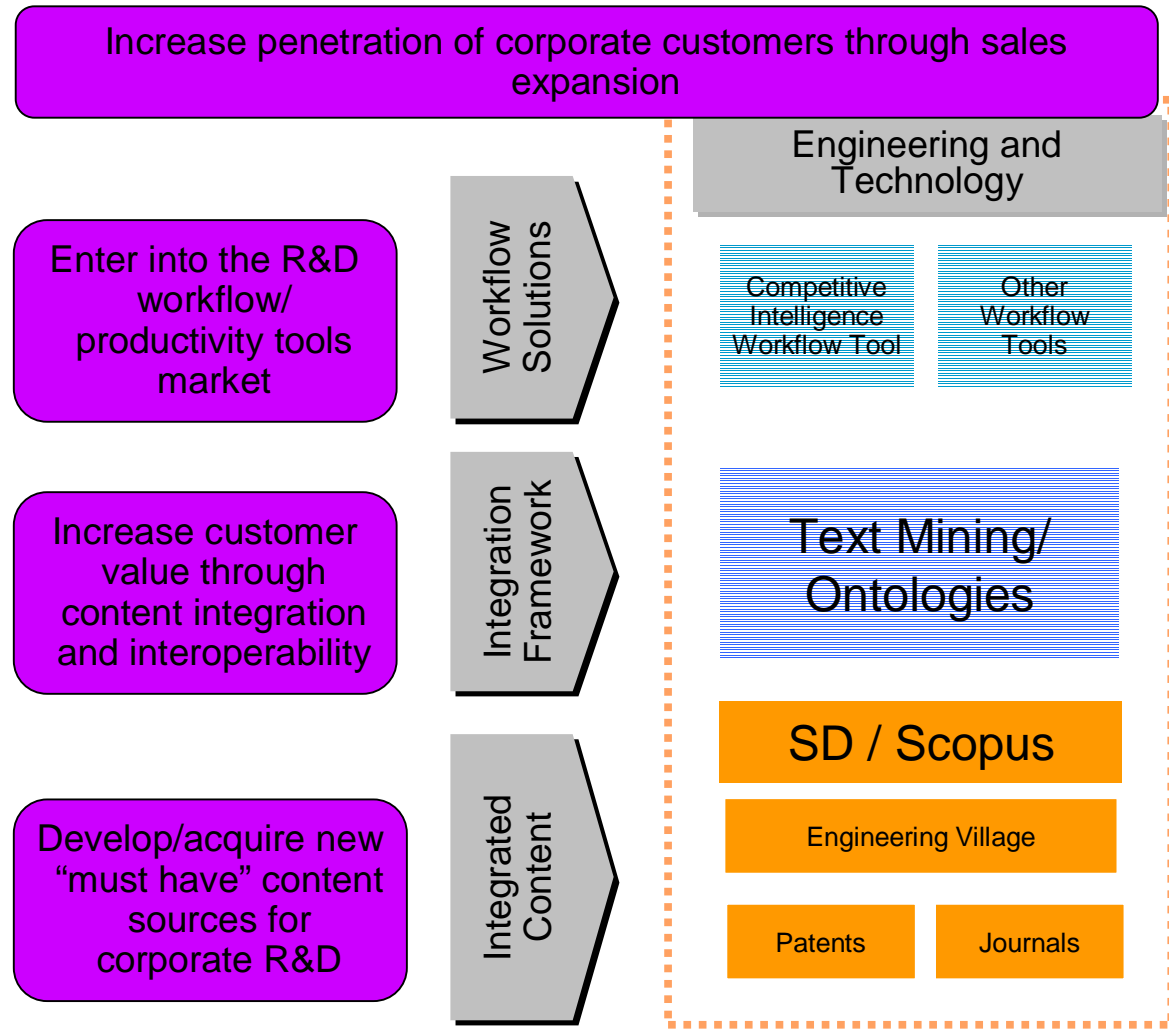 Increase penetration of corporate customers through sales
expansion
Engineering and
Technology
Enter into the R&D
workflow/
productivity tools
market
Workflow
Solutions
Competitive
Intelligence
Workflow Tool
Other
Workflow
Tools
Increase customer
value through
content integration
and interoperability
Integration
Framework
Text Mining/
Ontologies
Develop/acquire new
“must have” content
sources for
corporate R&D
Integrated
Content
SD / Scopus
Engineering Village
Patents
Journals